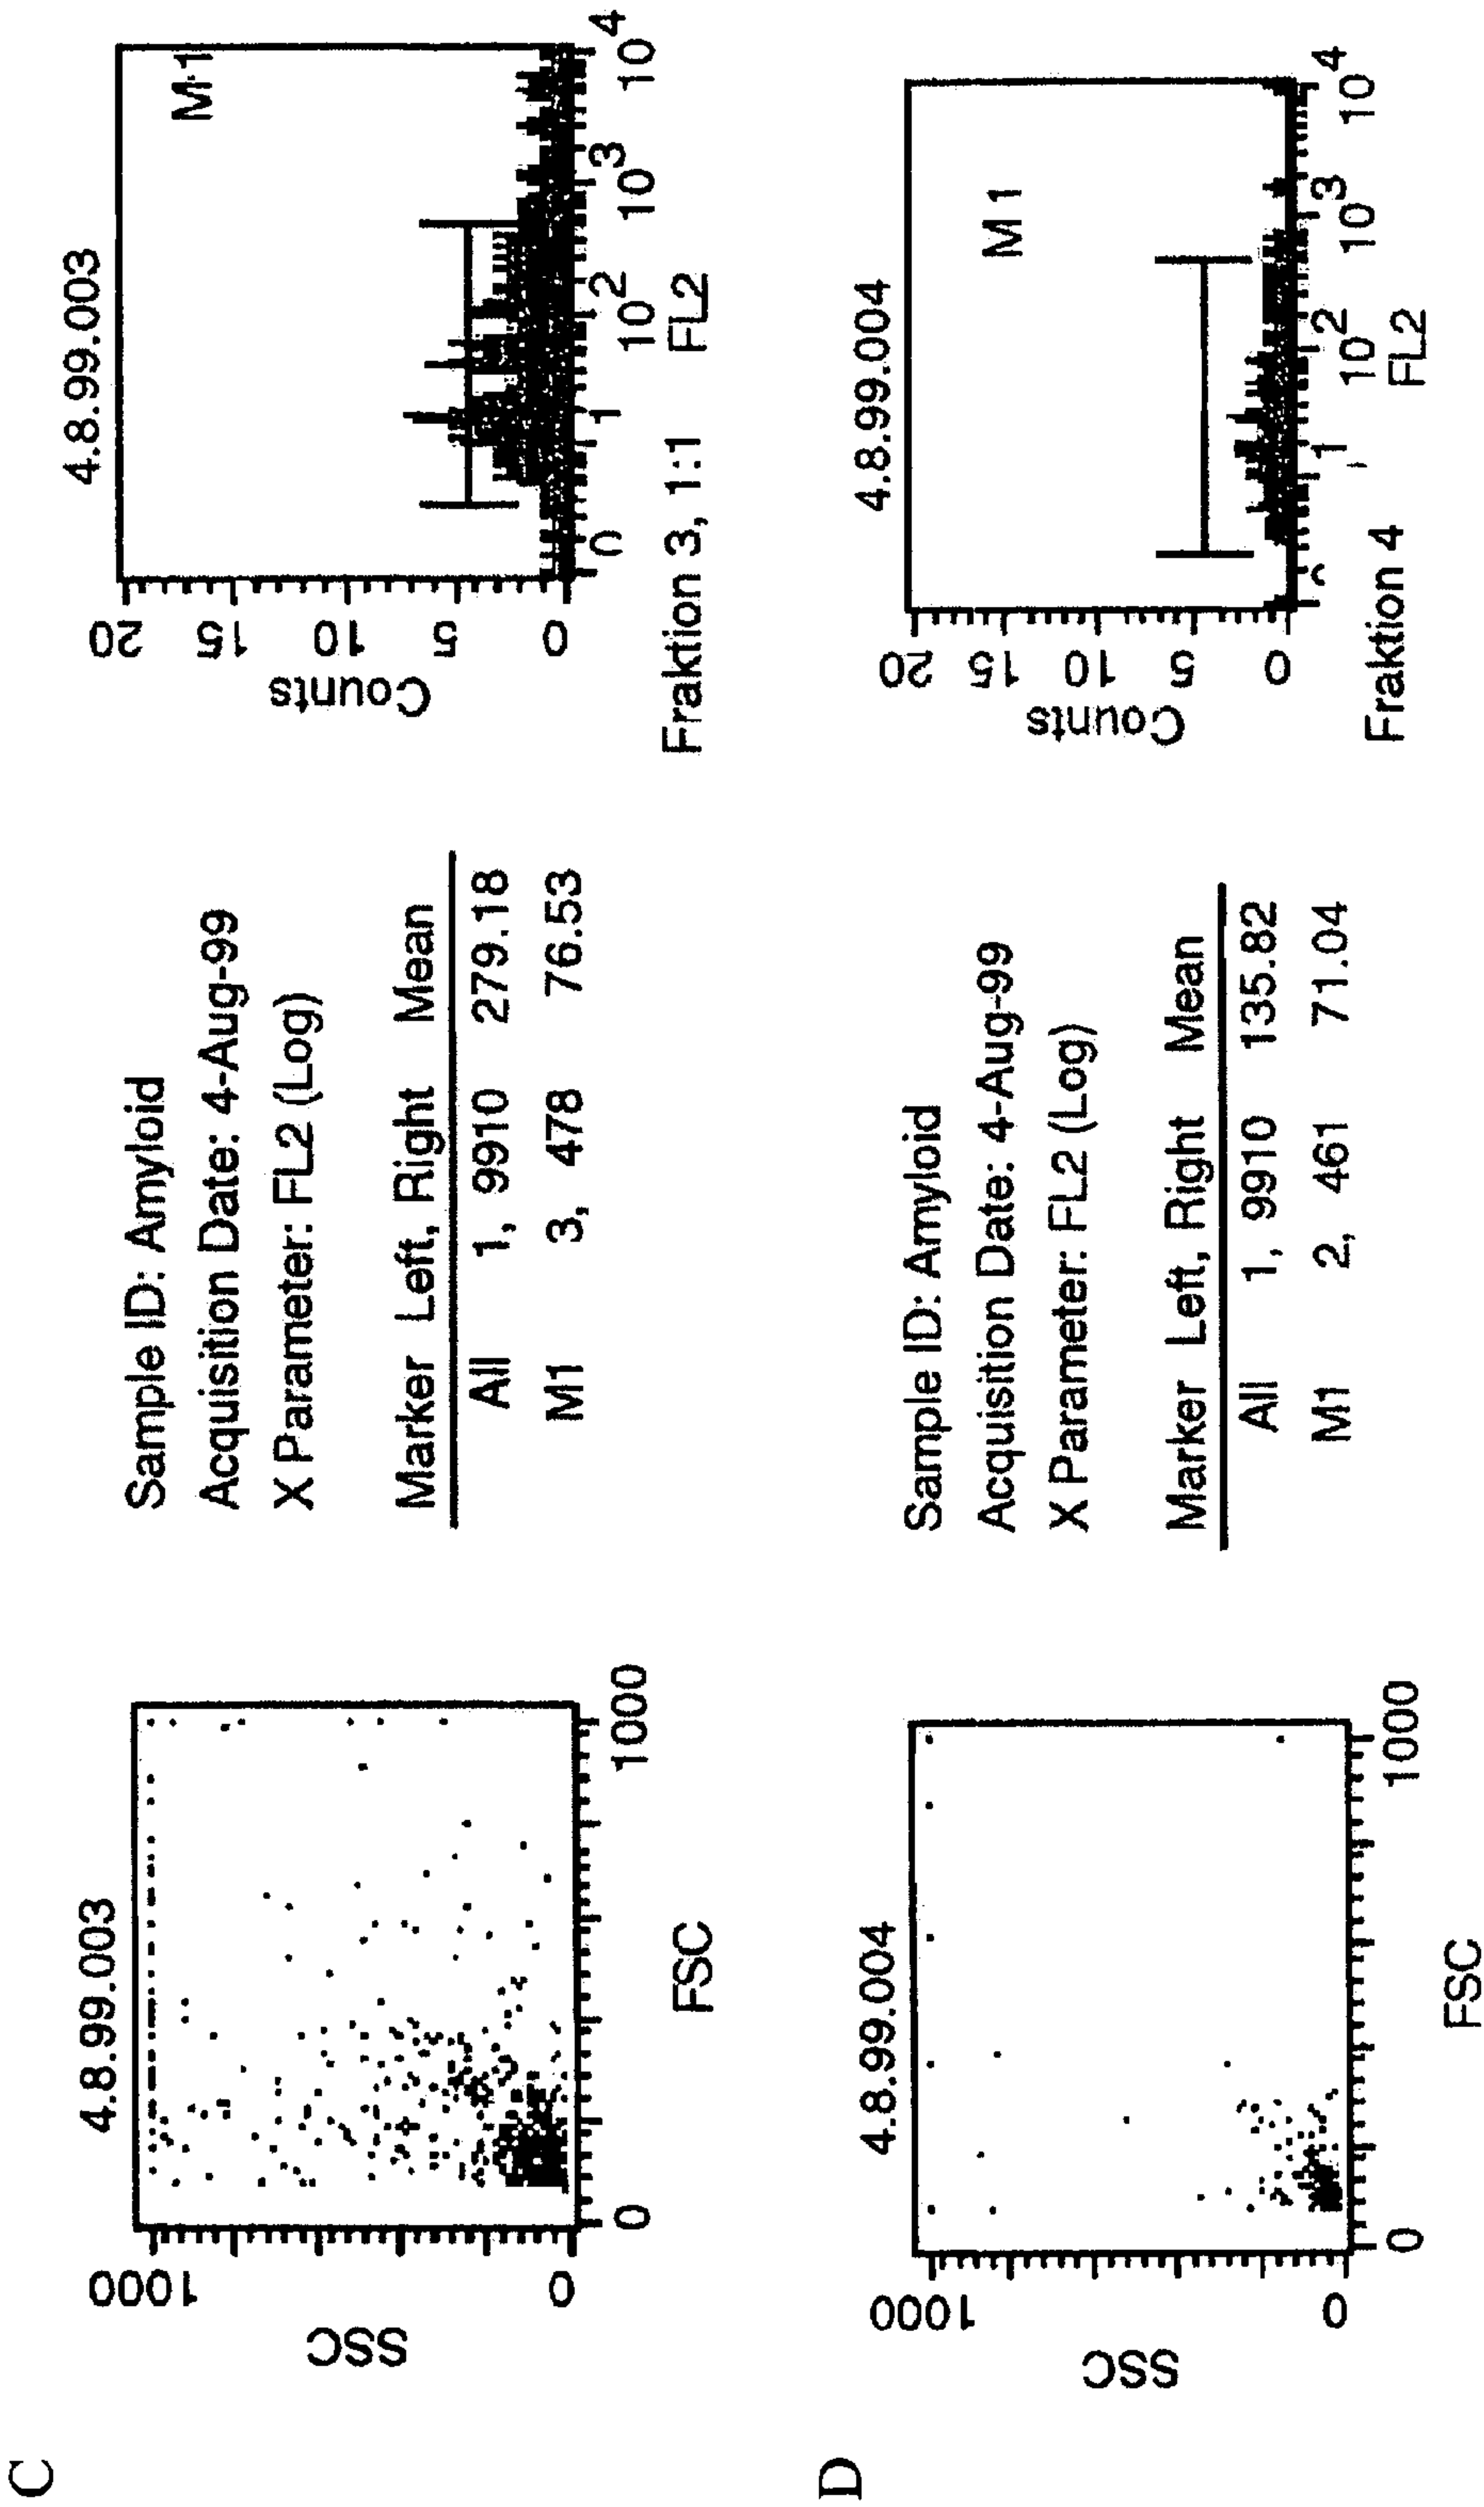 C
4.8.99.003
SSC
1000
0
0
1000
FSC
Sample ID: Amyloid
Acquisition Date: 4-Aug-99
X Parameter: FL2 (Log)
Marker Left, Right Mean
All 1, 9910 279.18
M1 3, 478 76.53
4.8.99.003
M1
Counts
20
15
10
5
0
0 1 10 2 10 3 10 4
FL2
Fraktion 3, 1:1
D
4.8.99.004
SSC
1000
0
0
1000
FSC
Sample ID: Amyloid
Acquisition Date: 4-Aug-99
X Parameter: FL2 (Log)
Marker Left, Right Mean
All 1, 9910 135.82
M1 2, 461 71.04
4.8.99.004
M1
Counts
20
15
10
5
0
1 10 2 10 3 10 4
FL2
Fraktion 4